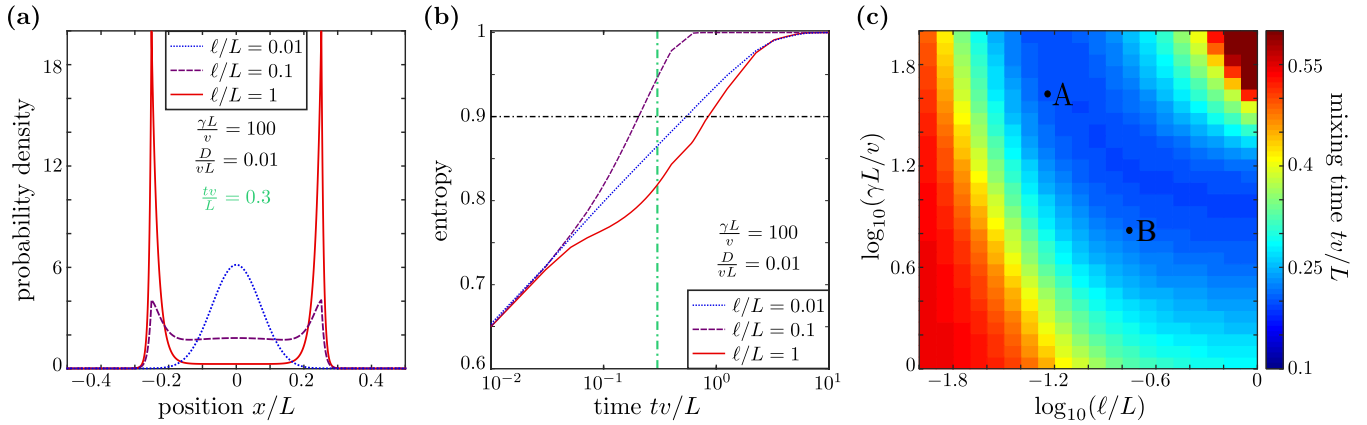 (a)
probability density
20
18
12
6
0
−0.4
−0.2
0
0.2
0.4
position x/L
ℓ/L = 0.01
ℓ/L = 0.1
ℓ/L = 1
γL/v = 100
D/vL = 0.01
tv/L = 0.3
(b)
entropy
1
0.9
0.8
0.7
0.6
10⁻²
10⁻¹
10⁰
10¹
time tv/L
γL/v = 100
D/vL = 0.01
ℓ/L = 0.01
ℓ/L = 0.1
ℓ/L = 1
(c)
log₁₀(γL/v)
1.8
1.2
0.6
0
−1.8
−1.2
−0.6
0
log₁₀(ℓ/L)
A
B
0.55
0.4
0.25
0.1
mixing time tv/L